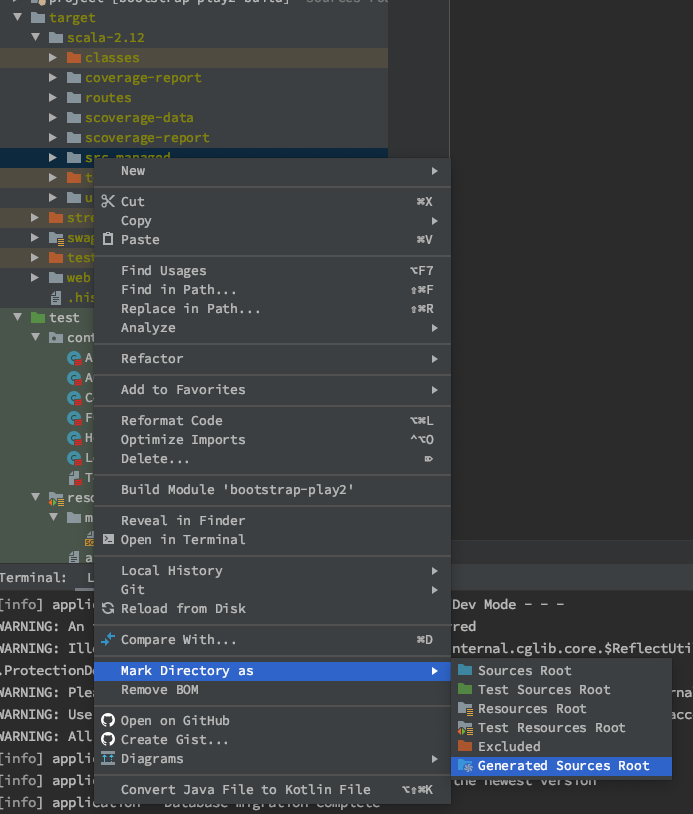 project [bootstrap-play2-build] sources ro
target
scala-2.12
classes
coverage-report
routes
scoverage-data
scoverage-report
src_managed
t
u
stre
swag
test
web
.his
test
cont
A
A
C
F
H
L
T
reso
m
a
New
Cut ⌘X
Copy
Paste ⌘V
Find Usages ⌥F7
Find in Path... ⇧⌘F
Replace in Path... ⇧⌘R
Analyze
Refactor
Add to Favorites
Reformat Code ⌥⌘L
Optimize Imports ^⌥O
Delete... ⌦
Build Module 'bootstrap-play2'
Reveal in Finder
Open in Terminal
Local History
Git
Reload from Disk
Compare With... ⌘D
Mark Directory as
Remove BOM
Open on GitHub
Create Gist...
Diagrams
Convert Java File to Kotlin File ⌥⇧⌘K
Sources Root
Test Sources Root
Resources Root
Test Resources Root
Excluded
Generated Sources Root
Terminal: L
[info] applic Dev Mode - - -
WARNING: An red
WARNING: Ille nternal.cglib.core.$ReflectUti
.ProtectionDo
WARNING: Plea rna
WARNING: Use acc
WARNING: All
[info] applic
[info] applic the newest version
[info] application - Database migration complete